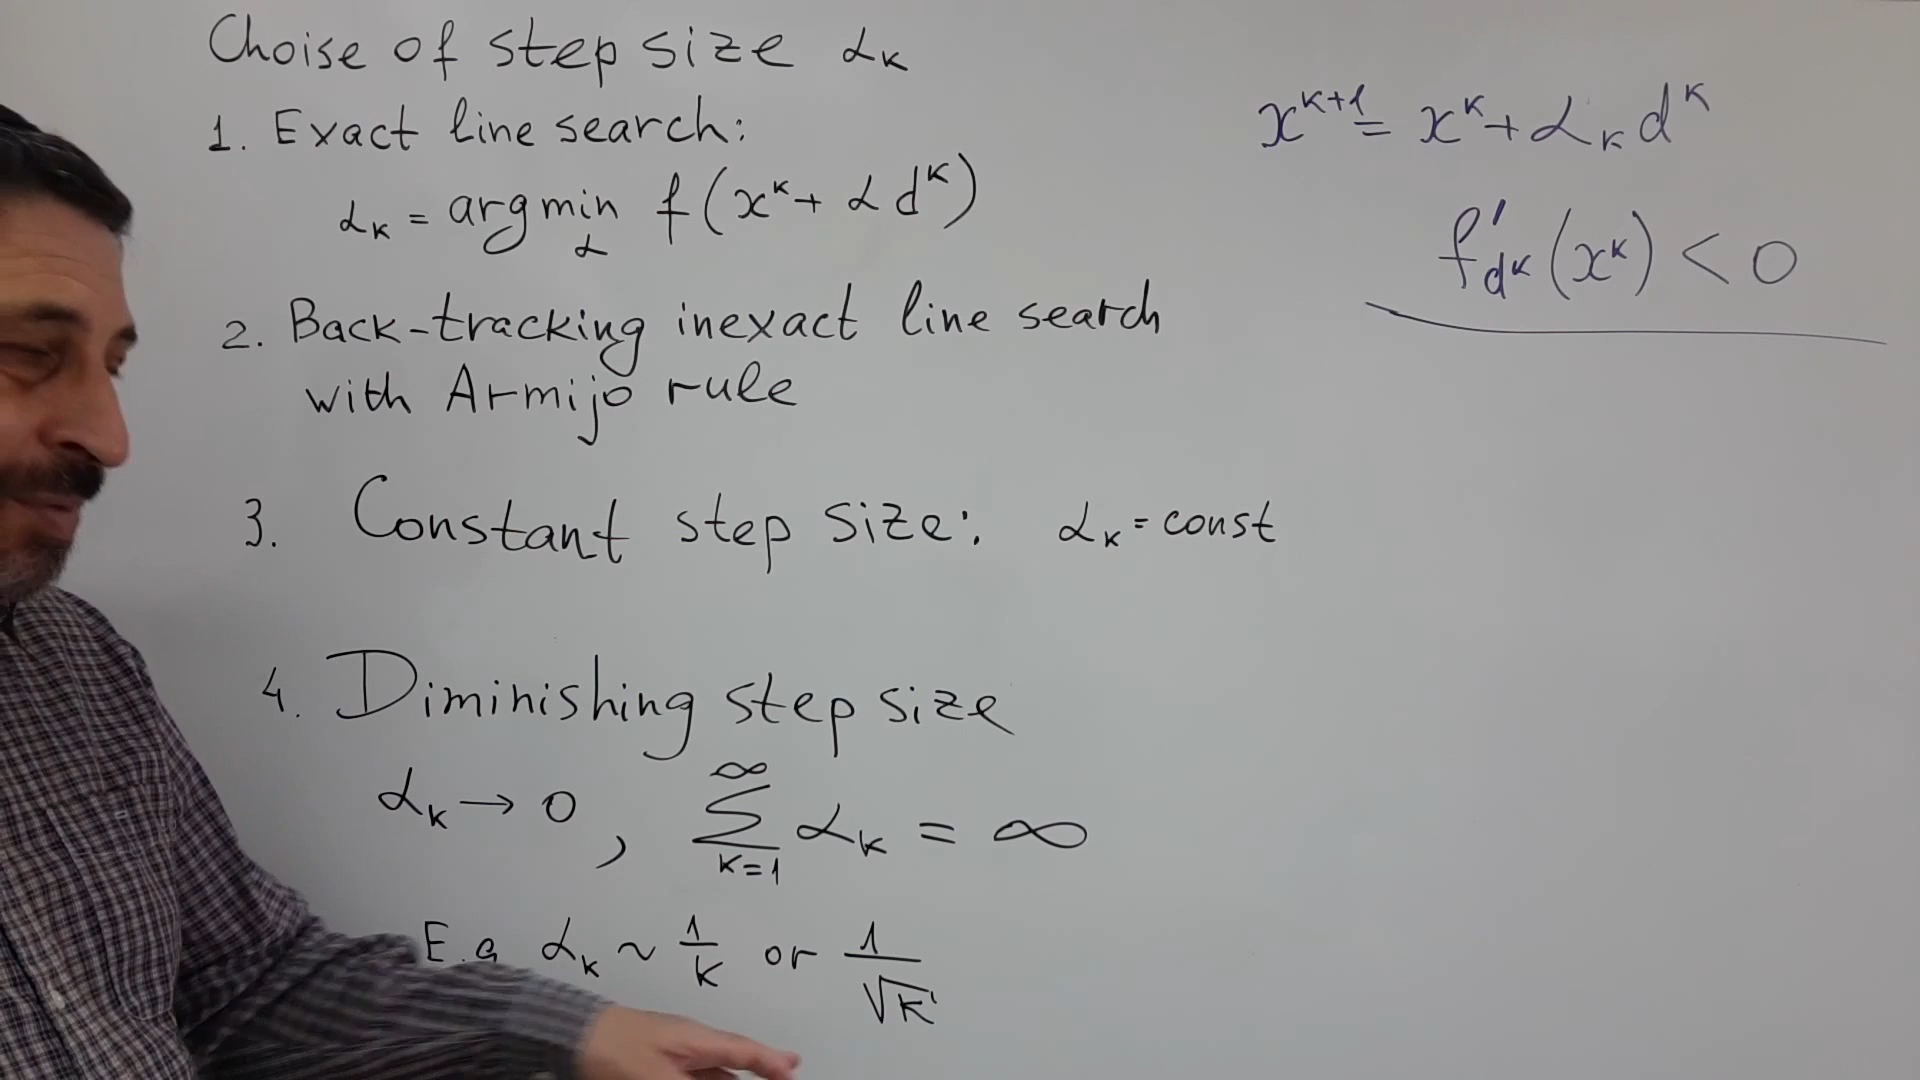 Choise of step size αₖ
1. Exact line search:
αₖ = argmin f(xᵏ + α dᵏ)
α
2. Back-tracking inexact line search
with Armijo rule
3. Constant step size: αₖ = const
4. Diminishing step size
αₖ → 0 , ∑_{k=1}^{∞} αₖ = ∞
E.g αₖ ~ 1/k or 1/√k
xᵏ⁺¹ = xᵏ + αₖ dᵏ
f'_{dᵏ}(xᵏ) < 0